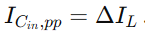 I_{C_{in},pp} = ΔI_L.